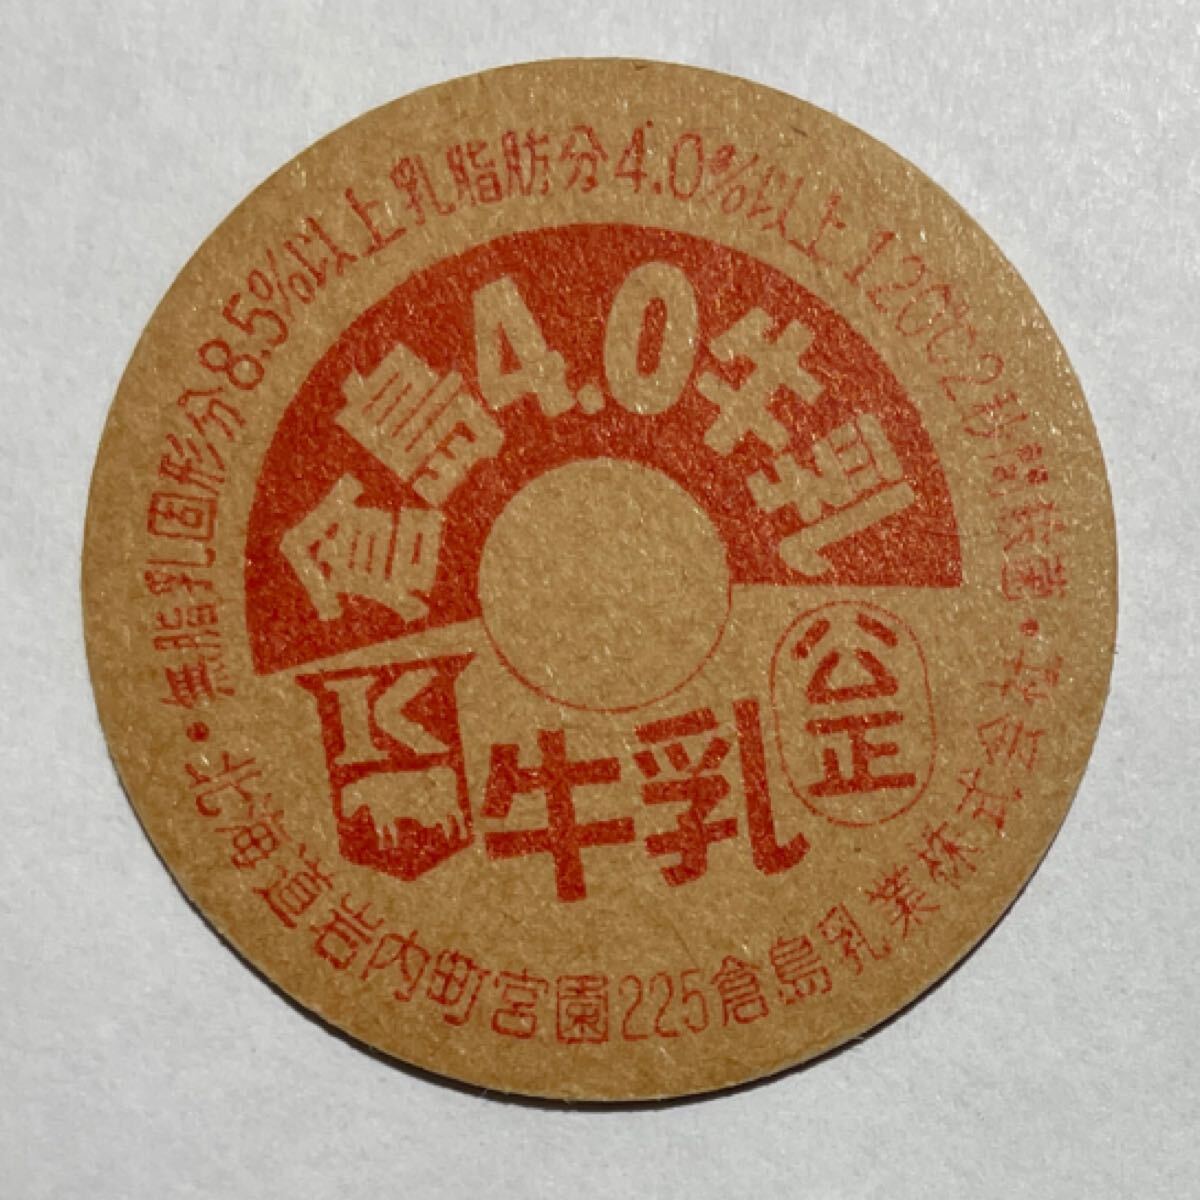 ・無脂乳固形分8.5%以上乳脂肪分4.0%以上120℃2秒間殺菌・
倉島4.0牛乳
K
牛乳
公正
北海道岩内町宮園225倉島乳業株式会社